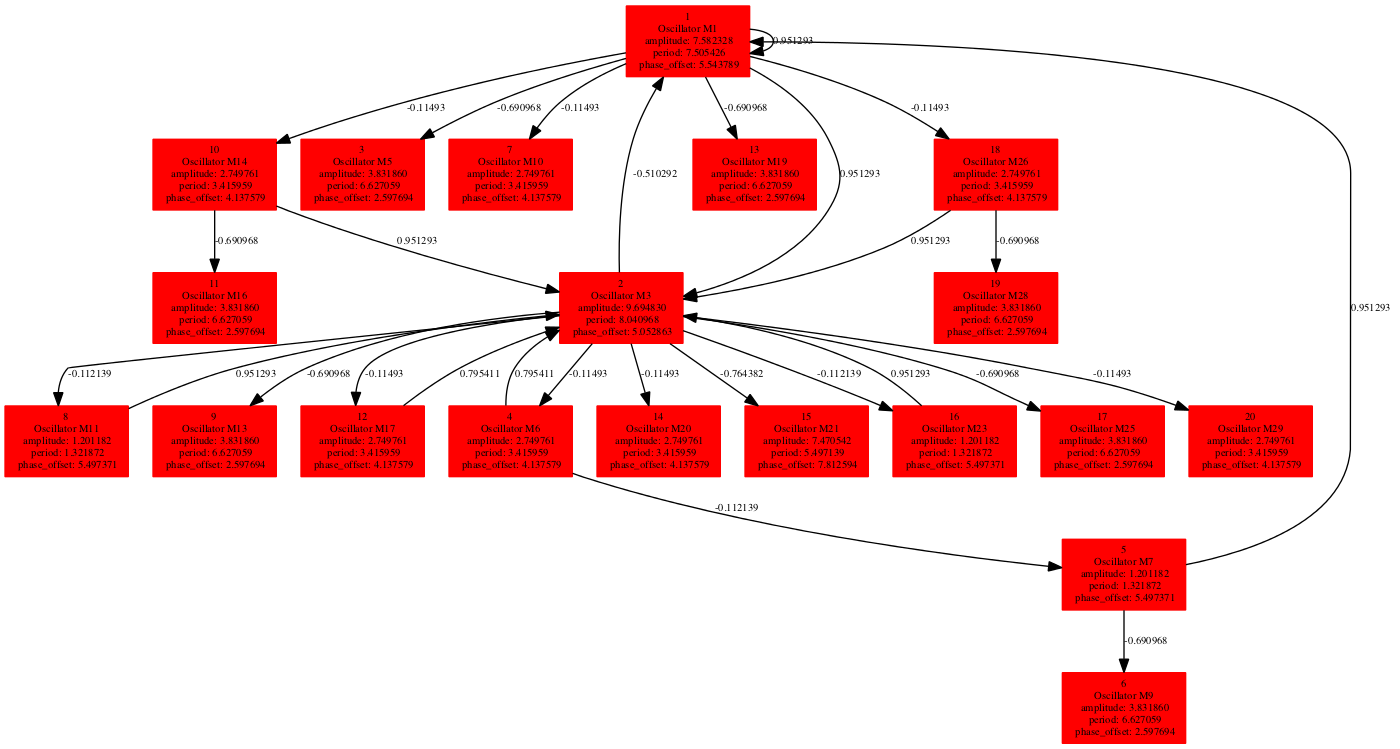 1
Oscillator M1
amplitude: 7.582328
period: 7.505426
phase_offset: 5.543789
0.951293
-0.11493
-0.690968
-0.11493
-0.690968
-0.11493
10
Oscillator M14
amplitude: 2.749761
period: 3.415959
phase_offset: 4.137579
3
Oscillator M5
amplitude: 3.831860
period: 6.627059
phase_offset: 2.597694
7
Oscillator M10
amplitude: 2.749761
period: 3.415959
phase_offset: 4.137579
-0.510292
13
Oscillator M19
amplitude: 3.831860
period: 6.627059
phase_offset: 2.597694
0.951293
18
Oscillator M26
amplitude: 2.749761
period: 3.415959
phase_offset: 4.137579
-0.690968
0.951293
0.951293
-0.690968
11
Oscillator M16
amplitude: 3.831860
period: 6.627059
phase_offset: 2.597694
2
Oscillator M3
amplitude: 9.694830
period: 8.040968
phase_offset: 5.052863
19
Oscillator M28
amplitude: 3.831860
period: 6.627059
phase_offset: 2.597694
0.951293
-0.112139
0.951293
-0.690968
-0.11493
0.795411
0.795411
-0.11493
-0.11493
-0.764382
-0.112139
0.951293
-0.690968
-0.11493
8
Oscillator M11
amplitude: 1.201182
period: 1.321872
phase_offset: 5.497371
9
Oscillator M13
amplitude: 3.831860
period: 6.627059
phase_offset: 2.597694
12
Oscillator M17
amplitude: 2.749761
period: 3.415959
phase_offset: 4.137579
4
Oscillator M6
amplitude: 2.749761
period: 3.415959
phase_offset: 4.137579
14
Oscillator M20
amplitude: 2.749761
period: 3.415959
phase_offset: 4.137579
15
Oscillator M21
amplitude: 7.470542
period: 5.497139
phase_offset: 7.812594
16
Oscillator M23
amplitude: 1.201182
period: 1.321872
phase_offset: 5.497371
17
Oscillator M25
amplitude: 3.831860
period: 6.627059
phase_offset: 2.597694
20
Oscillator M29
amplitude: 2.749761
period: 3.415959
phase_offset: 4.137579
-0.112139
5
Oscillator M7
amplitude: 1.201182
period: 1.321872
phase_offset: 5.497371
-0.690968
6
Oscillator M9
amplitude: 3.831860
period: 6.627059
phase_offset: 2.597694